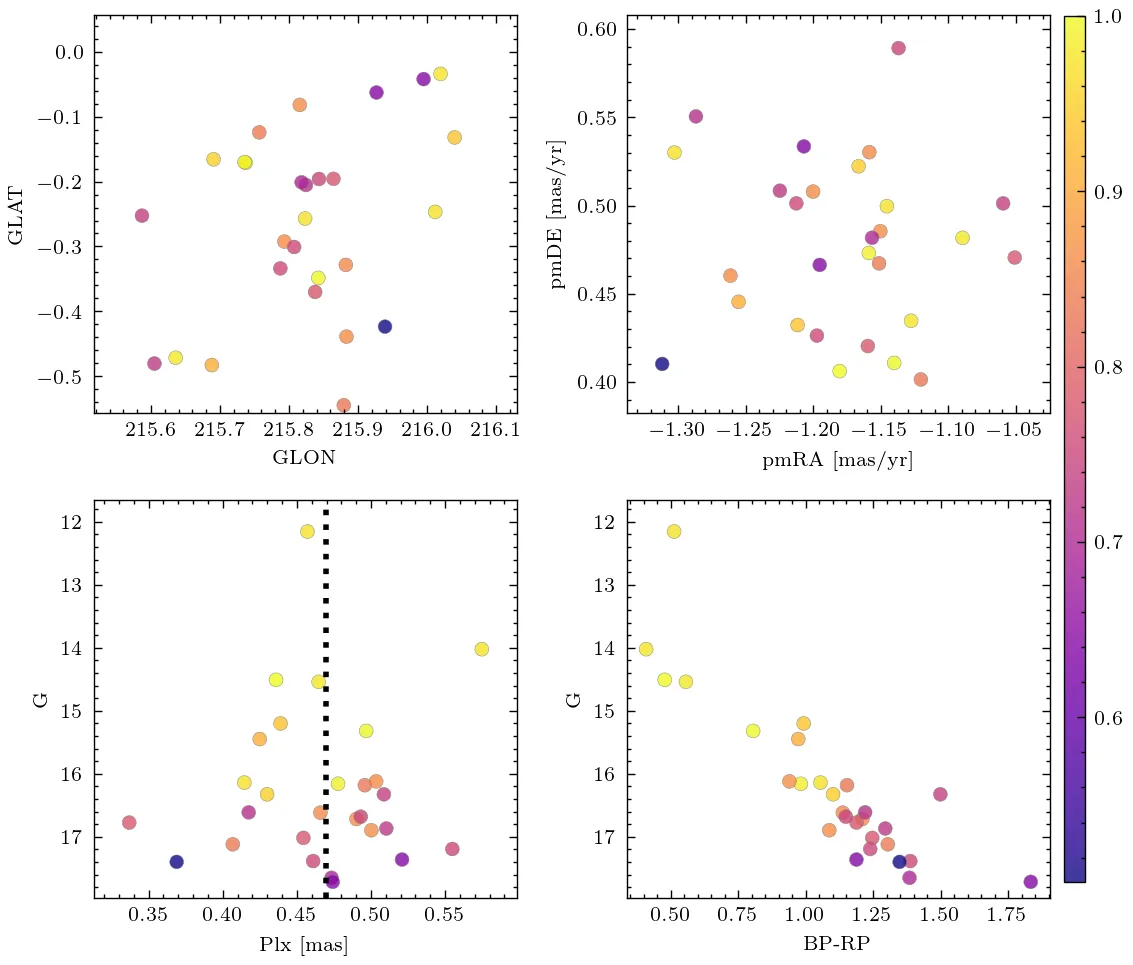 0.0
−0.1
−0.2
−0.3
−0.4
−0.5
GLAT
215.6 215.7 215.8 215.9 216.0 216.1
GLON
0.60
0.55
0.50
0.45
0.40
pmDE [mas/yr]
−1.30 −1.25 −1.20 −1.15 −1.10 −1.05
pmRA [mas/yr]
1.0
0.9
0.8
0.7
0.6
12
13
14
15
16
17
G
0.35 0.40 0.45 0.50 0.55
Plx [mas]
12
13
14
15
16
17
G
0.50 0.75 1.00 1.25 1.50 1.75
BP-RP